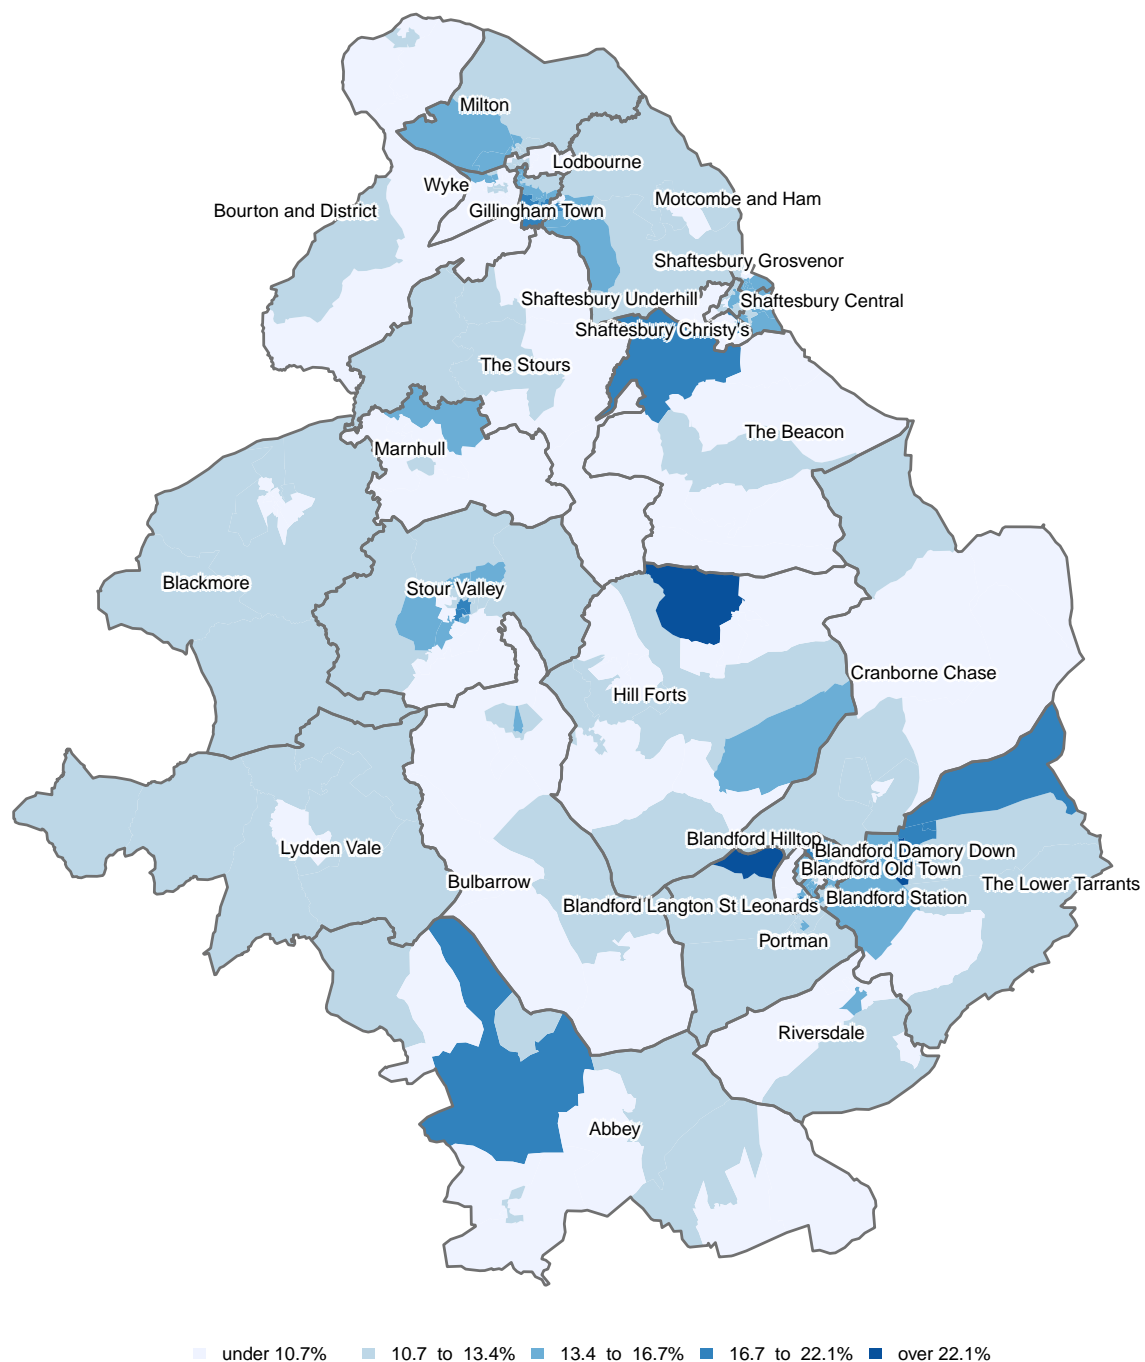 Milton
Lodbourne
Wyke
Motcombe and Ham
Bourton and District
Gillingham Town
Shaftesbury Grosvenor
Shaftesbury Underhill
Shaftesbury Central
Shaftesbury Christy's
The Stours
The Beacon
Marnhull
Blackmore
Stour Valley
Cranborne Chase
Hill Forts
Blandford Hilltop
Lydden Vale
Blandford Damory Down
Blandford Old Town
Bulbarrow
The Lower Tarrants
Blandford Station
Blandford Langton St Leonards
Portman
Riversdale
Abbey
under 10.7% 10.7 to 13.4% 13.4 to 16.7% 16.7 to 22.1% over 22.1%